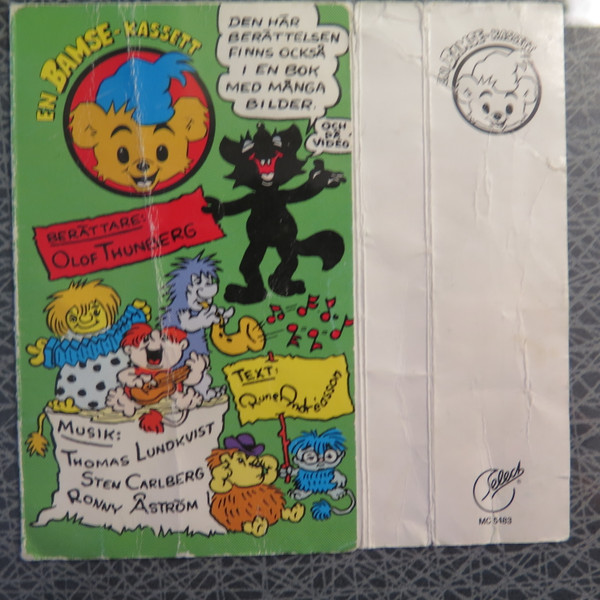 EN BAMSE-KASSETT
DEN HÄR
BERÄTTELSEN
FINNS OCKSÅ
I EN BOK
MED MÅNGA
BILDER.
OCH
PÅ
VIDEO
BERÄTTARE:
OLOF THUNBERG
TEXT:
Rune Andréasson
MUSIK:
THOMAS LUNDKVIST
STEN CARLBERG
RONNY ÅSTRÖM
EN BAMSE-KASSETT
Select
MC 5483